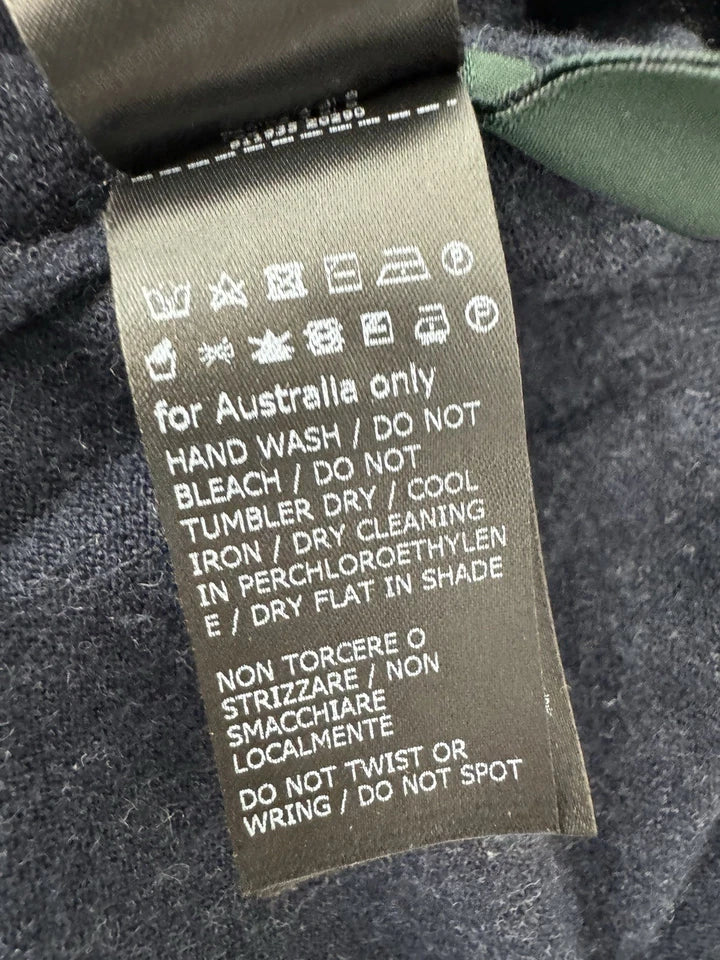 for Australia only
HAND WASH / DO NOT
BLEACH / DO NOT
TUMBLER DRY / COOL
IRON / DRY CLEANING
IN PERCHLOROETHYLEN
E / DRY FLAT IN SHADE
NON TORCERE O
STRIZZARE / NON
SMACCHIARE
LOCALMENTE
DO NOT TWIST OR
WRING / DO NOT SPOT